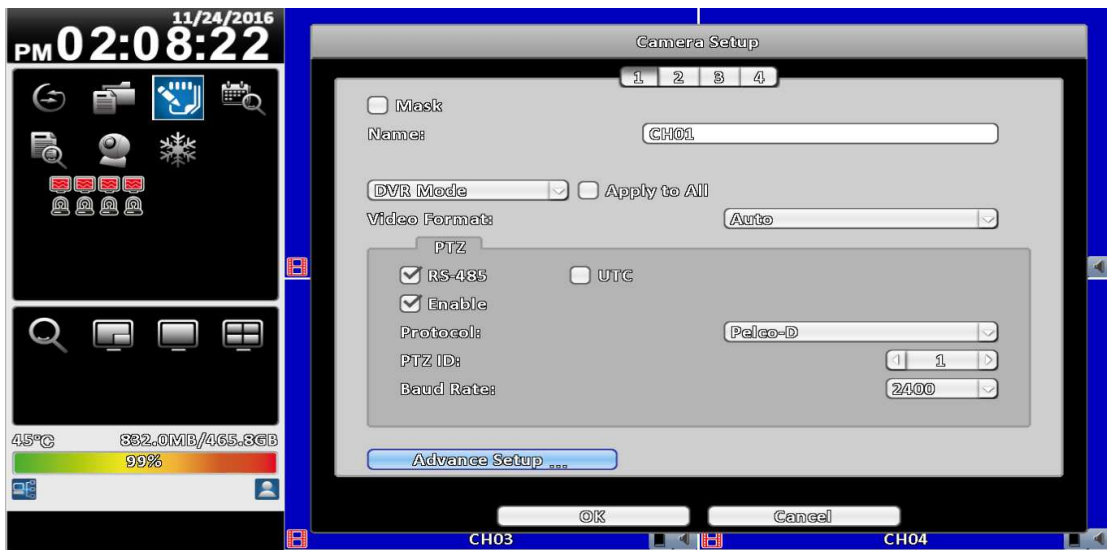 11/24/2016
PM 02:08:22
45°C 832.0MB/465.8GB
99%
Camera Setup
1 2 3 4
Mask
Name: CH01
DVR Mode Apply to All
Video Format: Auto
PTZ
RS-485 UTC
Enable
Protocol: Pelco-D
PTZ ID: 1
Baud Rate: 2400
Advance Setup ...
OK Cancel
CH03 CH04